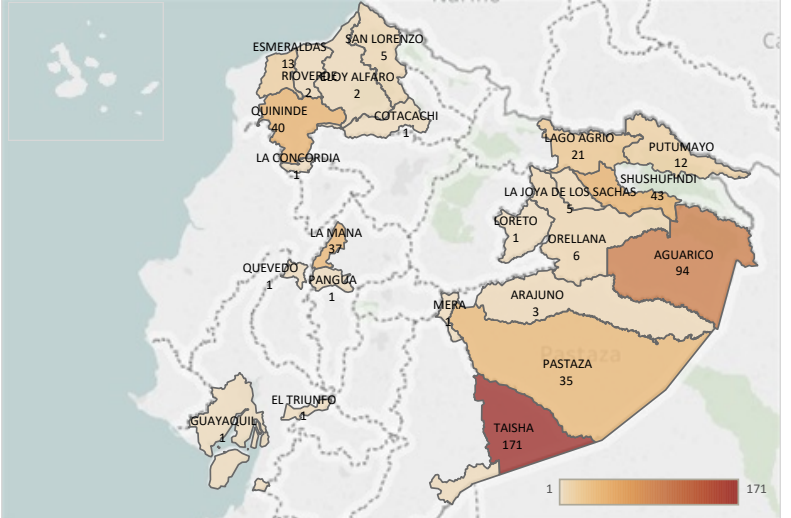 SAN LORENZO
5
ESMERALDAS
13
RIOVERDE
2
ELOY ALFARO
2
QUININDE
40
COTACACHI
1
LA CONCORDIA
1
LAGO AGRIO
21
PUTUMAYO
12
SHUSHUFINDI
43
LA JOYA DE LOS SACHAS
5
LORETO
1
ORELLANA
6
AGUARICO
94
LA MANA
37
QUEVEDO
1
PANGUA
1
MERA
1
ARAJUNO
3
Pastaza
PASTAZA
35
EL TRIUNFO
1
GUAYAQUIL
1
TAISHA
171
1
171